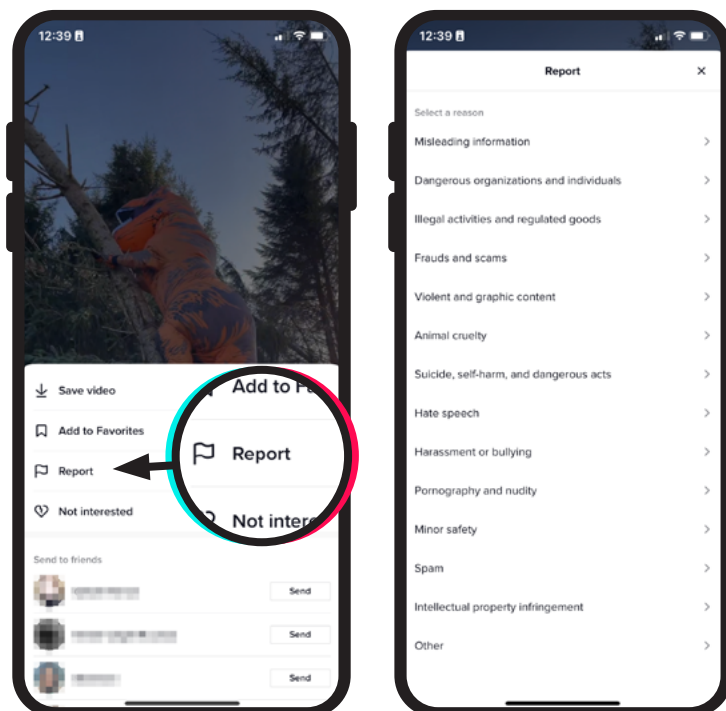 12:39
Save video
Add to Favorites
Report
Not interested
Add to Fa
Report
Not inter
Send to friends
Send
Send
Send
12:39
Report
Select a reason
Misleading information
Dangerous organizations and individuals
Illegal activities and regulated goods
Frauds and scams
Violent and graphic content
Animal cruelty
Suicide, self-harm, and dangerous acts
Hate speech
Harassment or bullying
Pornography and nudity
Minor safety
Spam
Intellectual property infringement
Other